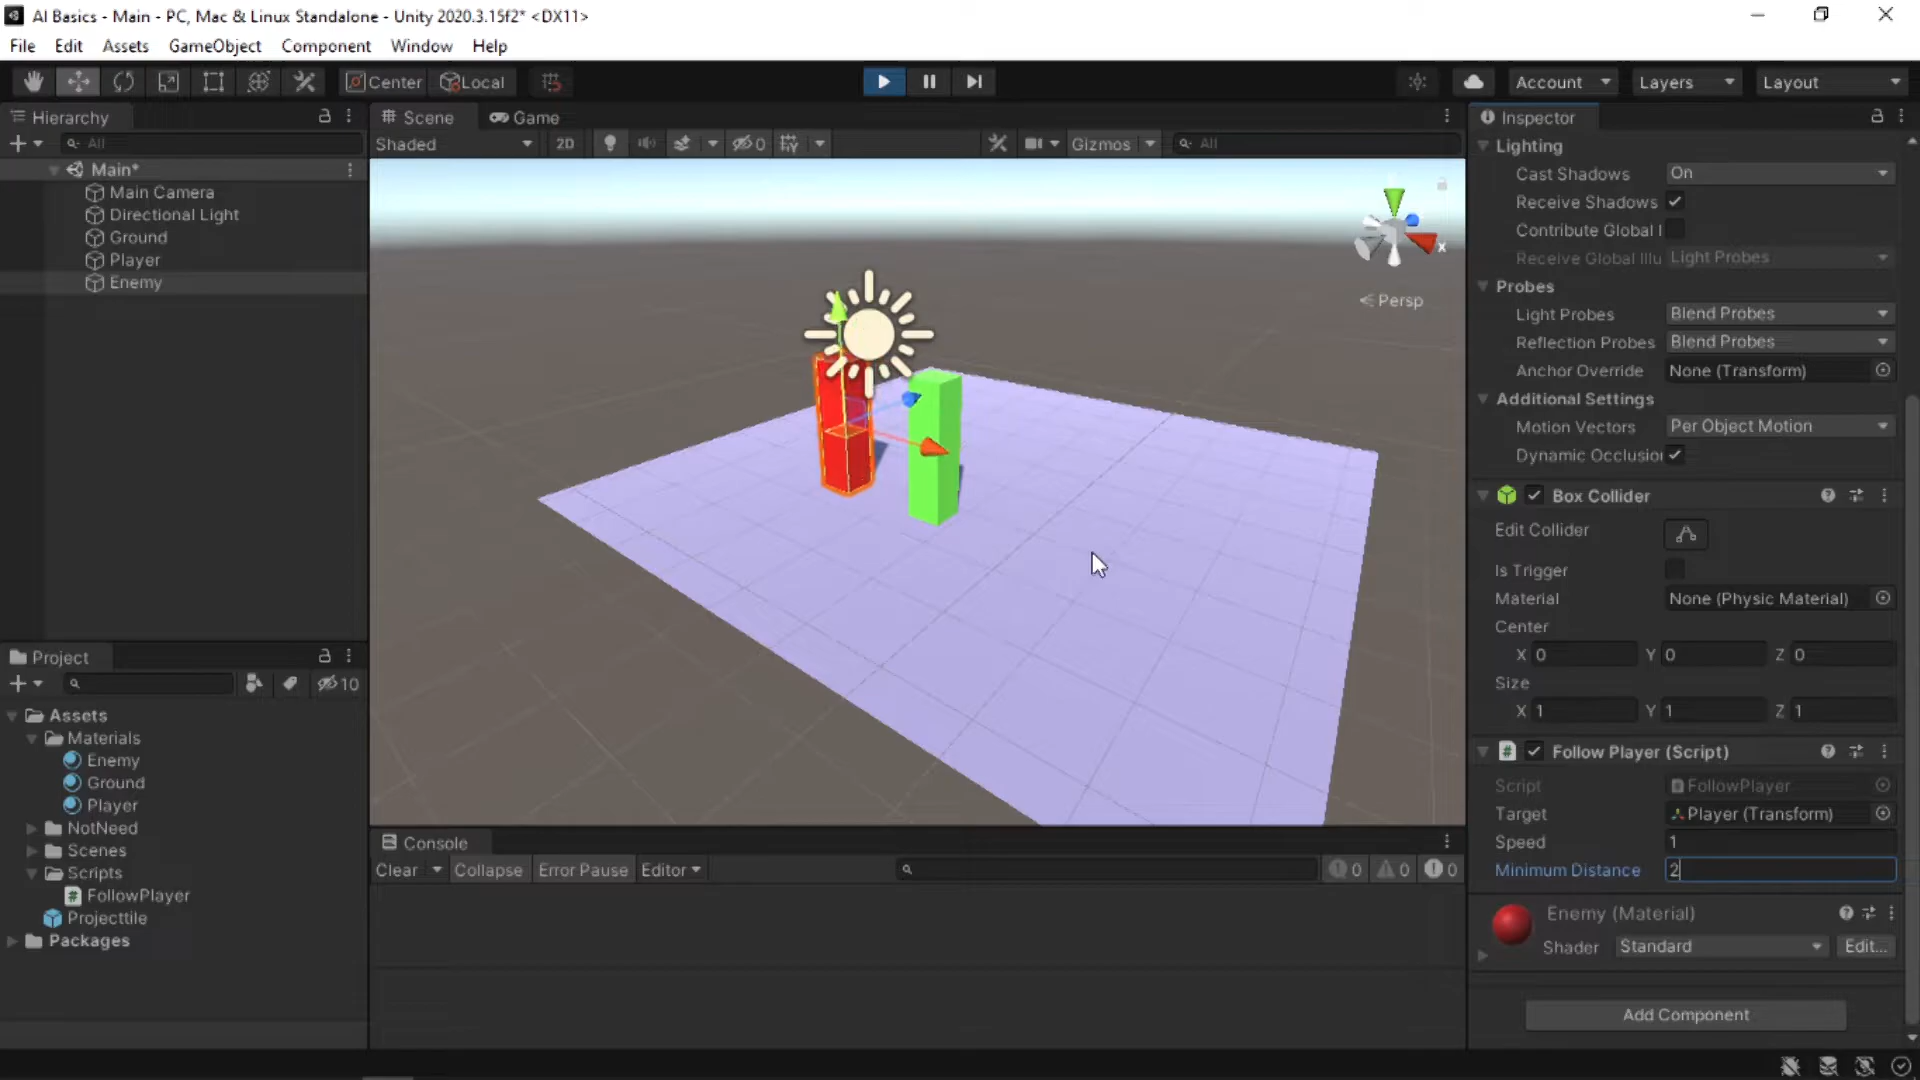 AI Basics - Main - PC, Mac & Linux Standalone - Unity 2020.3.15f2* <DX11>
File Edit Assets GameObject Component Window Help
Center Local Account Layers Layout
Hierarchy
All
Main*
Main Camera
Directional Light
Ground
Player
Enemy
Scene Game
Shaded 2D 0 Gizmos All
x
Persp
Project
10
Assets
Materials
Enemy
Ground
Player
NotNeed
Scenes
Scripts
FollowPlayer
Projecttile
Packages
Console
Clear Collapse Error Pause Editor 0 0 0
Inspector
Lighting
Cast Shadows On
Receive Shadows
Contribute Global I
Receive Global Illu Light Probes
Probes
Light Probes Blend Probes
Reflection Probes Blend Probes
Anchor Override None (Transform)
Additional Settings
Motion Vectors Per Object Motion
Dynamic Occlusion
Box Collider
Edit Collider
Is Trigger
Material None (Physic Material)
Center
X 0 Y 0 Z 0
Size
X 1 Y 1 Z 1
# Follow Player (Script)
Script FollowPlayer
Target Player (Transform)
Speed 1
Minimum Distance 2
Enemy (Material)
Shader Standard Edit...
Add Component